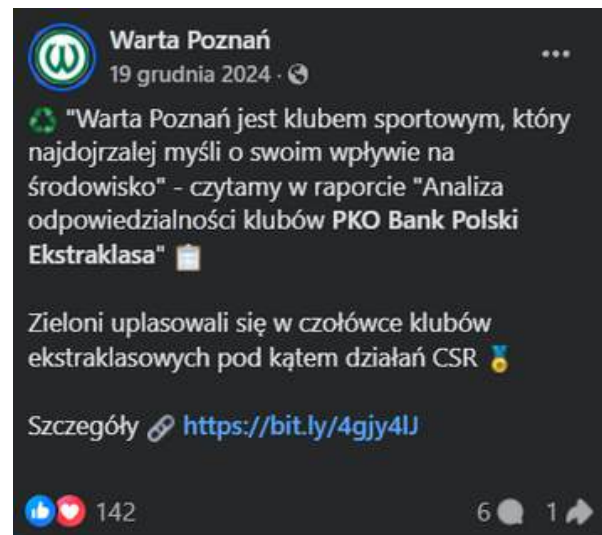 Warta Poznań
19 grudnia 2024 ·
"Warta Poznań jest klubem sportowym, który
najdojrzalej myśli o swoim wpływie na
środowisko" - czytamy w raporcie "Analiza
odpowiedzialności klubów PKO Bank Polski
Ekstraklasa"
Zieloni uplasowali się w czołówce klubów
ekstraklasowych pod kątem działań CSR
Szczegóły https://bit.ly/4gjy4lJ
142 6 1